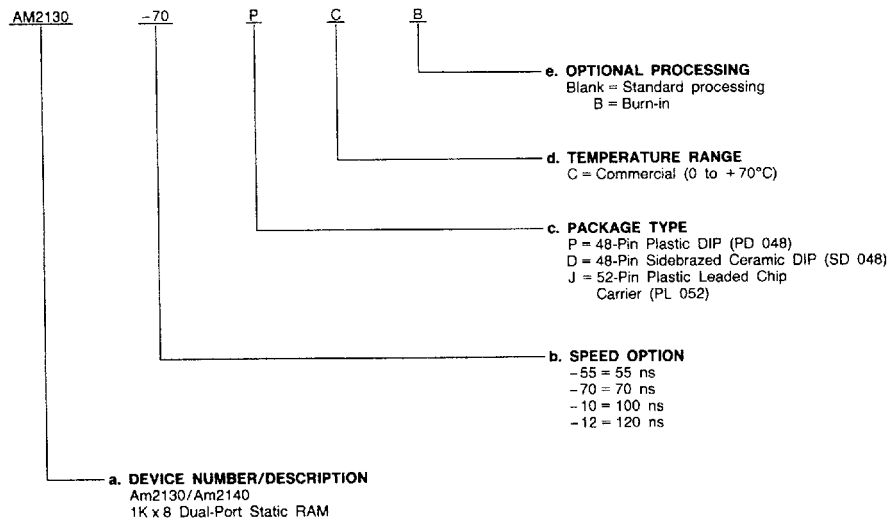 AM2130 -70 P C B
e. OPTIONAL PROCESSING
Blank = Standard processing
B = Burn-in
d. TEMPERATURE RANGE
C = Commercial (0 to +70°C)
c. PACKAGE TYPE
P = 48-Pin Plastic DIP (PD 048)
D = 48-Pin Sidebrazed Ceramic DIP (SD 048)
J = 52-Pin Plastic Leaded Chip
Carrier (PL 052)
b. SPEED OPTION
-55 = 55 ns
-70 = 70 ns
-10 = 100 ns
-12 = 120 ns
a. DEVICE NUMBER/DESCRIPTION
Am2130/Am2140
1K x 8 Dual-Port Static RAM